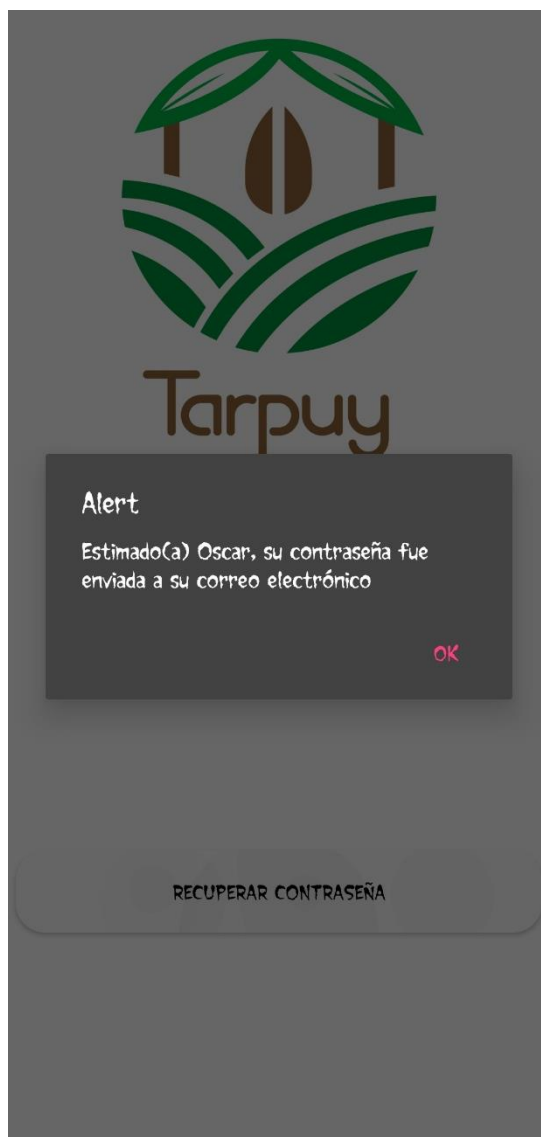 Tarpuy
Alert
Estimado(a) Oscar, su contraseña fue
enviada a su correo electrónico
OK
RECUPERAR CONTRASEÑA